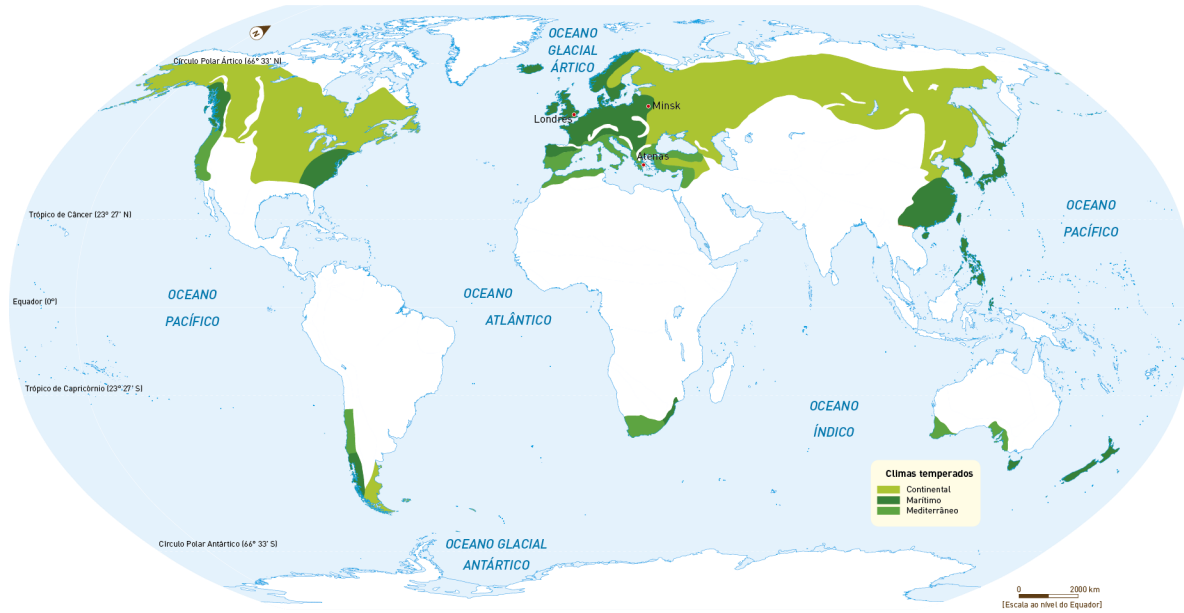 N
OCEANO
GLACIAL
ÁRTICO
Círculo Polar Ártico (66° 33' N)
Minsk
Londres
Atenas
Trópico de Câncer (23° 27' N)
OCEANO
PACÍFICO
Equador (0°)
OCEANO
PACÍFICO
OCEANO
ATLÂNTICO
Trópico de Capricórnio (23° 27' S)
OCEANO
ÍNDICO
Climas temperados
Continental
Marítimo
Mediterrâneo
Círculo Polar Antártico (66° 33' S)
OCEANO GLACIAL
ANTÁRTICO
0 2000 km
[Escala ao nível do Equador]